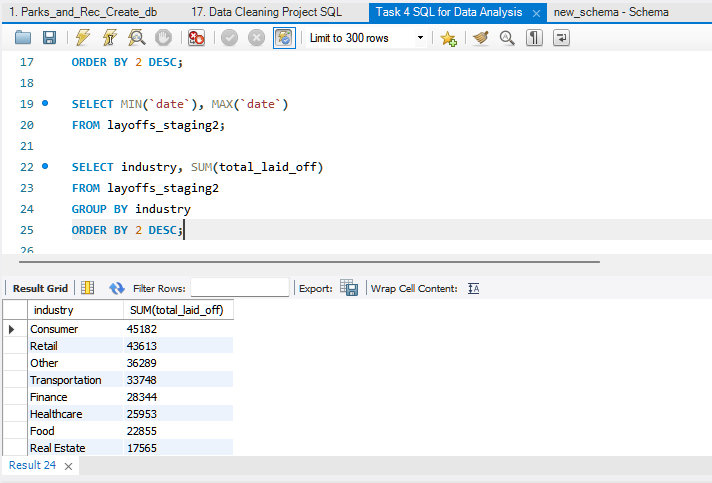 1. Parks_and_Rec_Create_db 17. Data Cleaning Project SQL Task 4 SQL for Data Analysis new_schema - Schema
Limit to 300 rows
17 ORDER BY 2 DESC;
18
19 SELECT MIN(`date`), MAX(`date`)
20 FROM layoffs_staging2;
21
22 SELECT industry, SUM(total_laid_off)
23 FROM layoffs_staging2
24 GROUP BY industry
25 ORDER BY 2 DESC;
26
Result Grid Filter Rows: Export: Wrap Cell Content:
industry SUM(total_laid_off)
Consumer 45182
Retail 43613
Other 36289
Transportation 33748
Finance 28344
Healthcare 25953
Food 22855
Real Estate 17565
Result 24